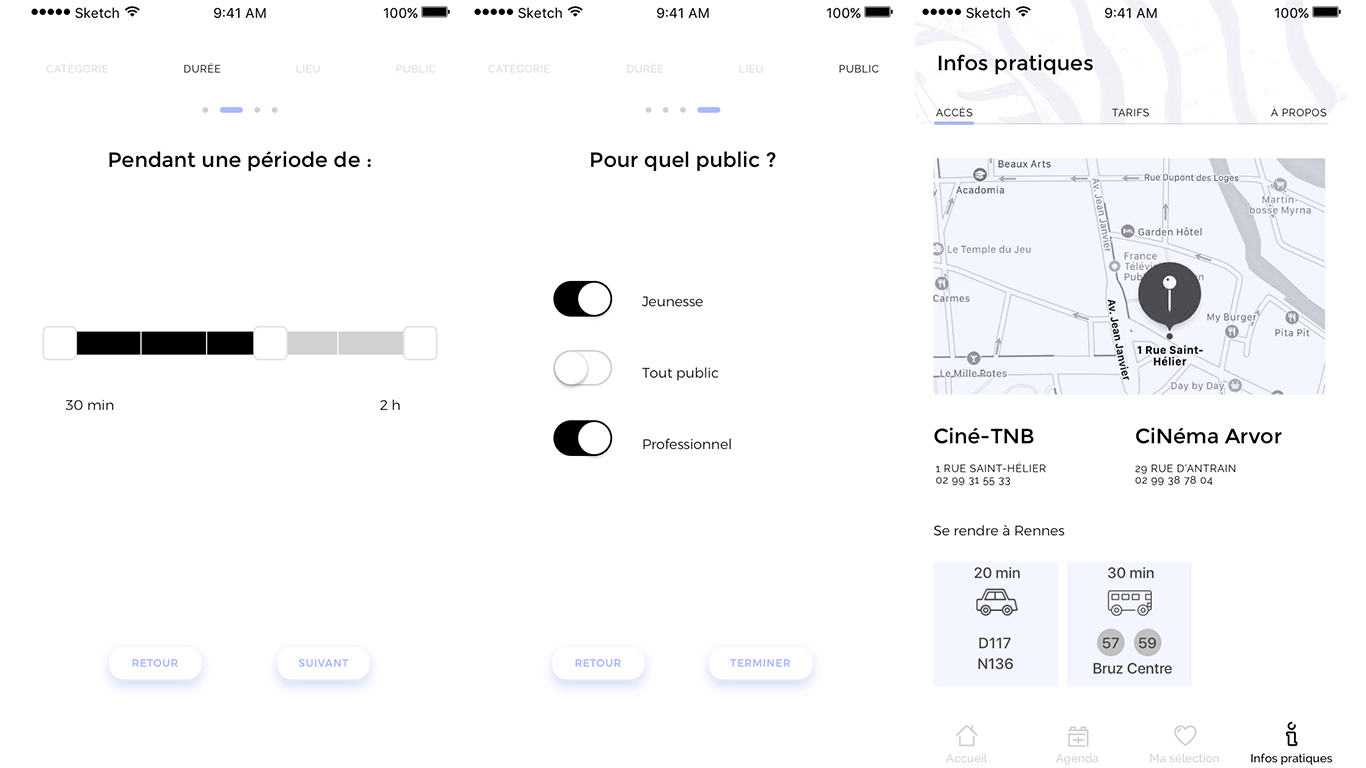 ●●●●● Sketch 9:41 AM 100%
CATÉGORIE DURÉE LIEU PUBLIC
Pendant une période de :
30 min 2 h
RETOUR SUIVANT
●●●●● Sketch 9:41 AM 100%
CATÉGORIE DURÉE LIEU PUBLIC
Pour quel public ?
Jeunesse
Tout public
Professionnel
RETOUR TERMINER
●●●●● Sketch 9:41 AM 100%
Infos pratiques
ACCÈS TARIFS À PROPOS
Beaux Arts
Acadomia
Rue Dupont des Loges
Martin-
bosse Myrna
Av. Jean Janvier
Garden Hôtel
Le Temple du Jeu
France
Carmes
Av. Jean Janvier
My Burger
Pita Pit
1 Rue Saint-
Hélier
Le Mille Potes
Day by Day
Ciné-TNB
1 RUE SAINT-HÉLIER
02 99 31 55 33
CiNéma Arvor
29 RUE D'ANTRAIN
02 99 38 78 04
Se rendre à Rennes
20 min
D117
N136
30 min
57 59
Bruz Centre
Accueil Agenda Ma sélection Infos pratiques